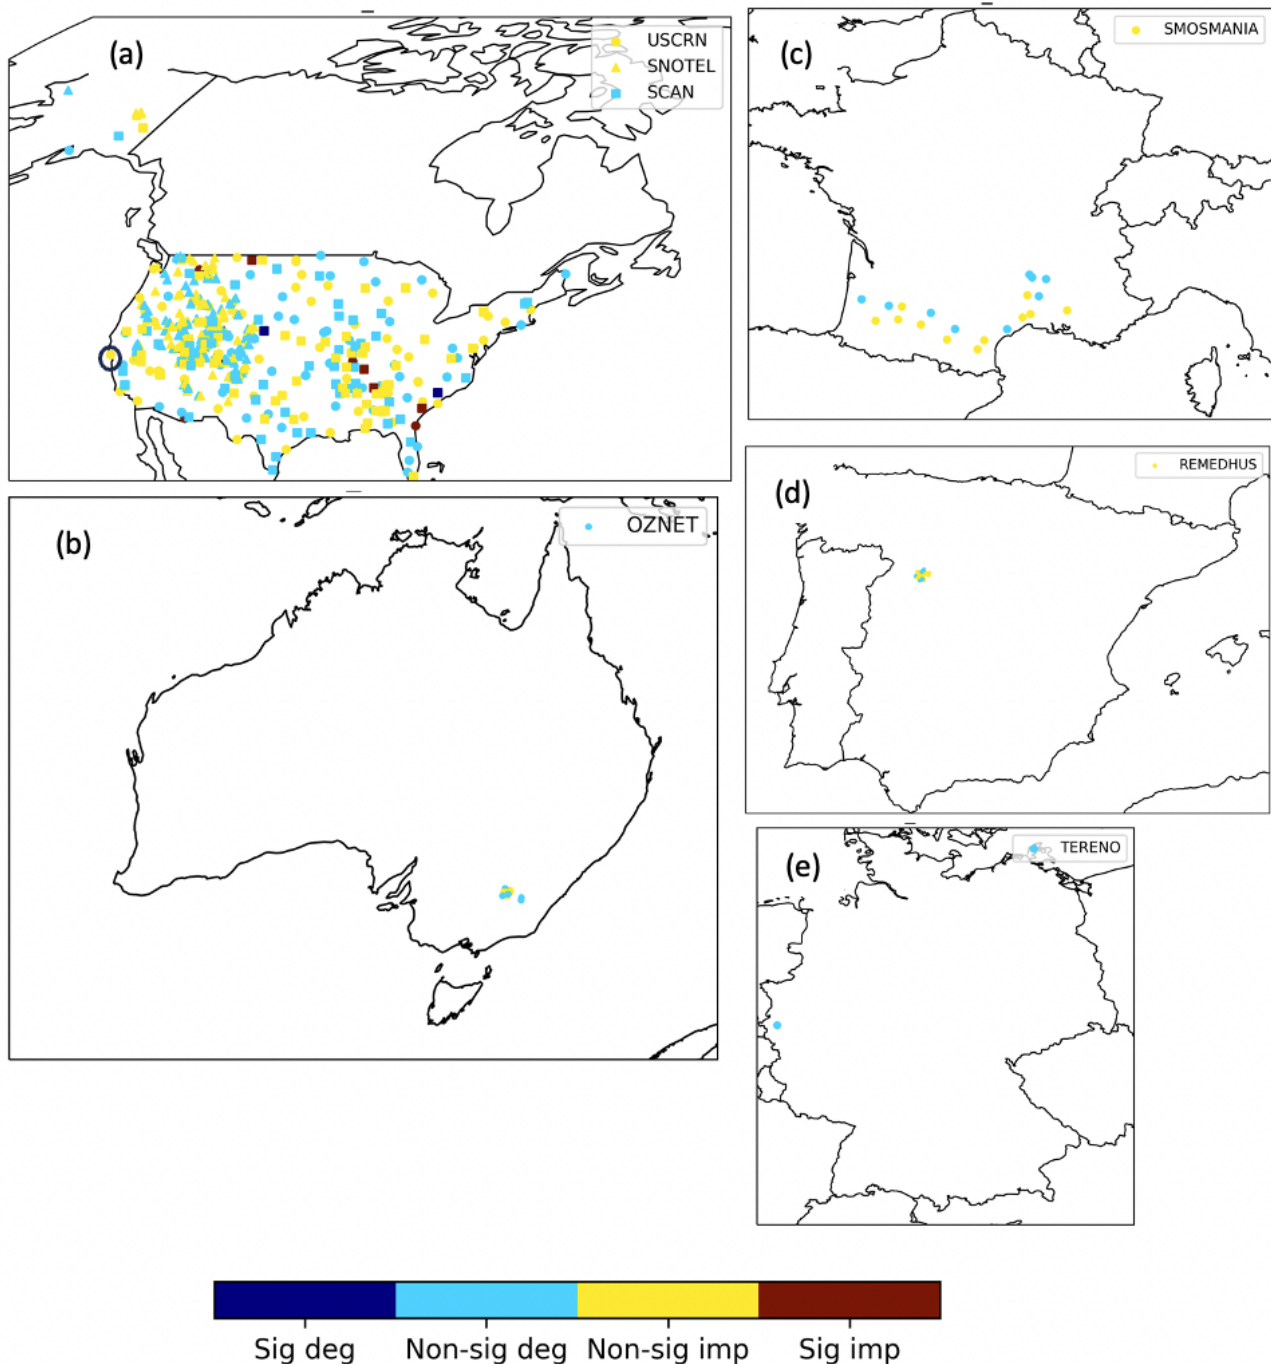 (a)
USCRN
SNOTEL
SCAN
(c)
SMOSMANIA
(b)
OZNET
(d)
REMEDHUS
(e)
TERENO
Sig deg Non-sig deg Non-sig imp Sig imp